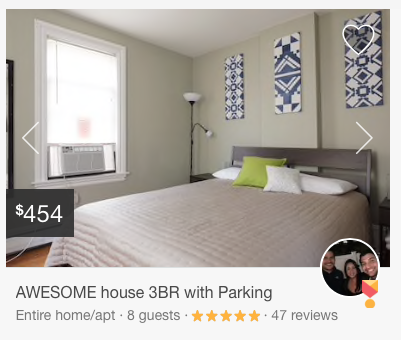 $454
AWESOME house 3BR with Parking
Entire home/apt · 8 guests · ★★★★★ · 47 reviews